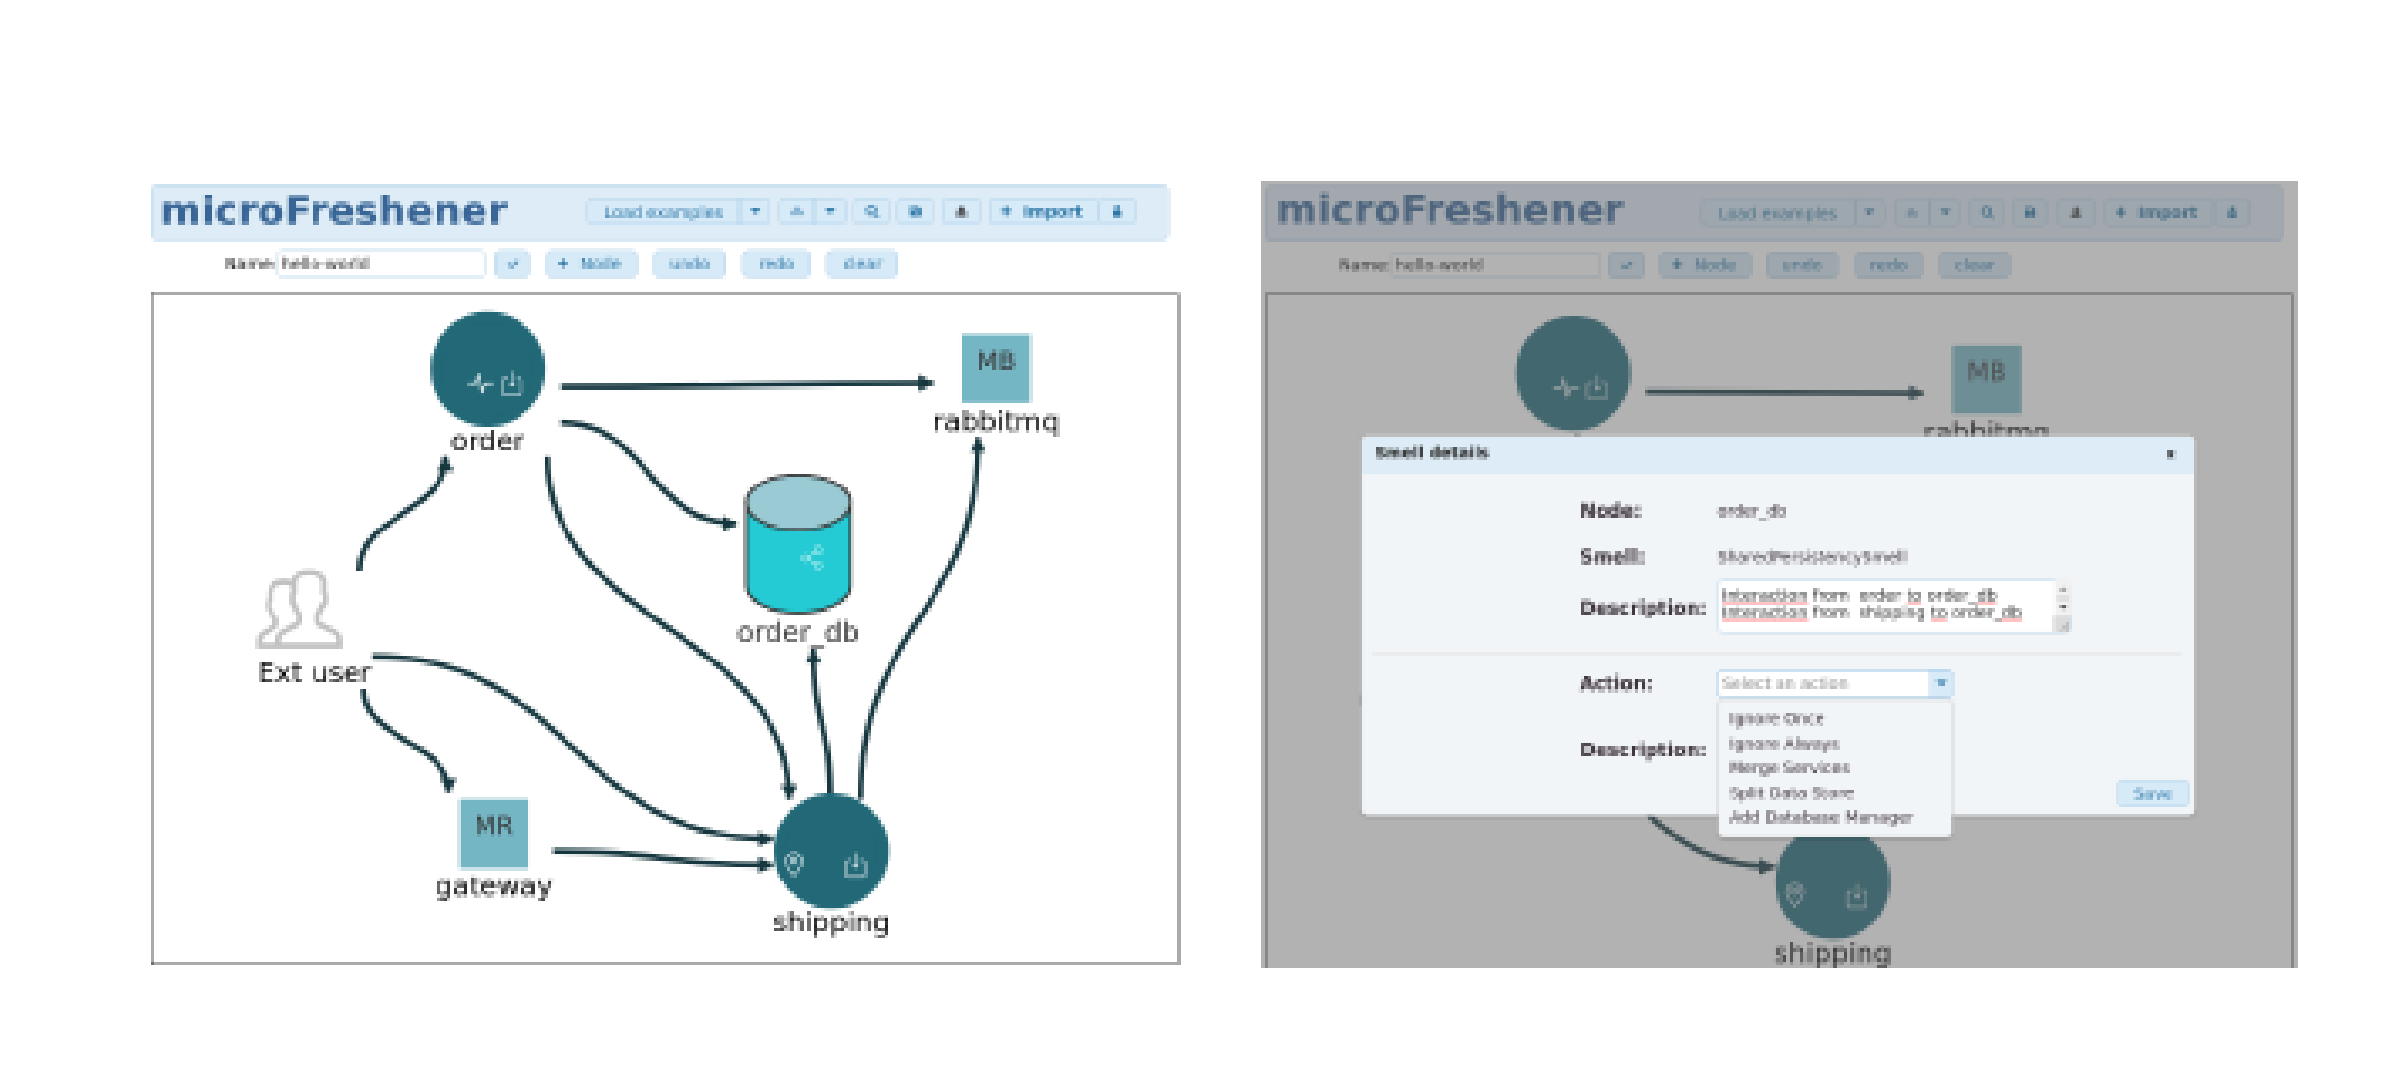 microFreshener
Load examples
+ Import
Name: hello-world
+ Node
undo
redo
clear
MB
rabbitmq
order
order_db
Ext user
MR
gateway
shipping
microFreshener
Load examples
+ Import
Name: hello-world
+ Node
undo
redo
clear
MB
rabbitmq
Smell details
x
Node: order_db
Smell: SharedPersistencySmell
Description: Interaction from order to order_db
Interaction from shipping to order_db
Action: Select an action
Ignore Once
Ignore Always
Description:
Merge Services
Split Data Store
Save
Add Database Manager
shipping